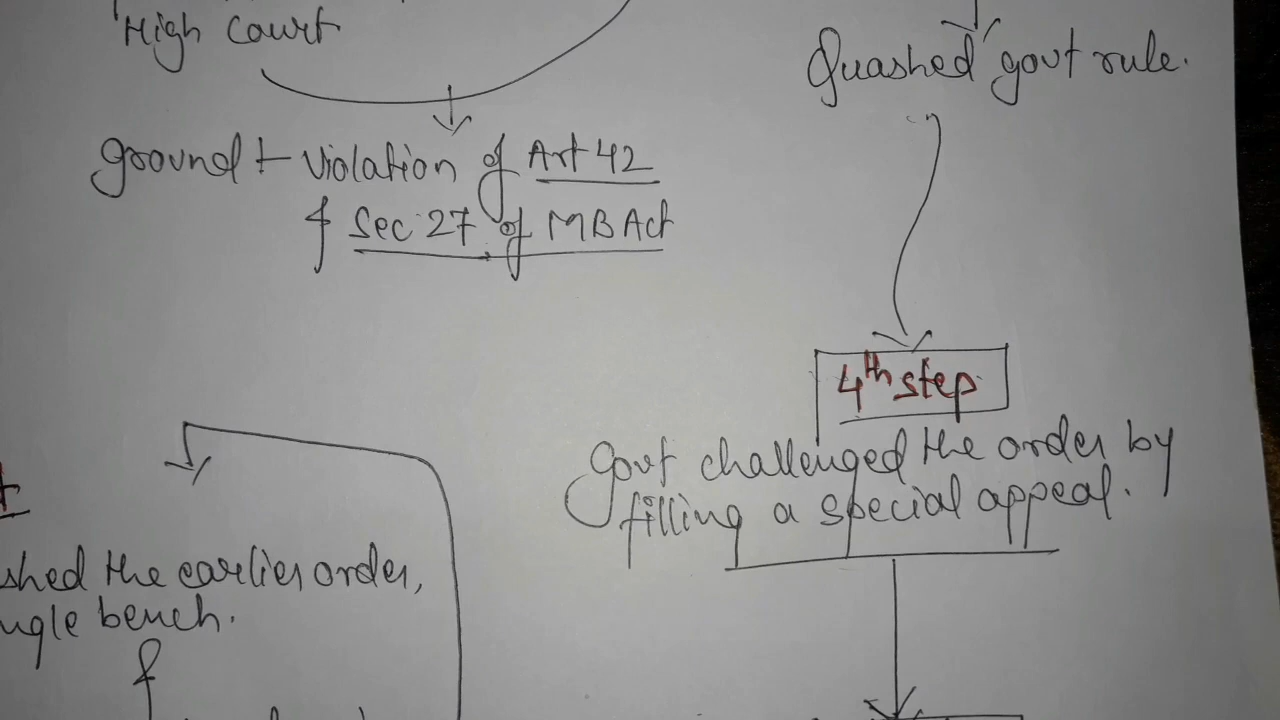 High Court
Quashed govt rule.
ground + violation of Art 42
& Sec 27 of MB Act
4th step
Govt challenged the order by
filling a special appeal.
shed the earlier order,
ngle bench.
&